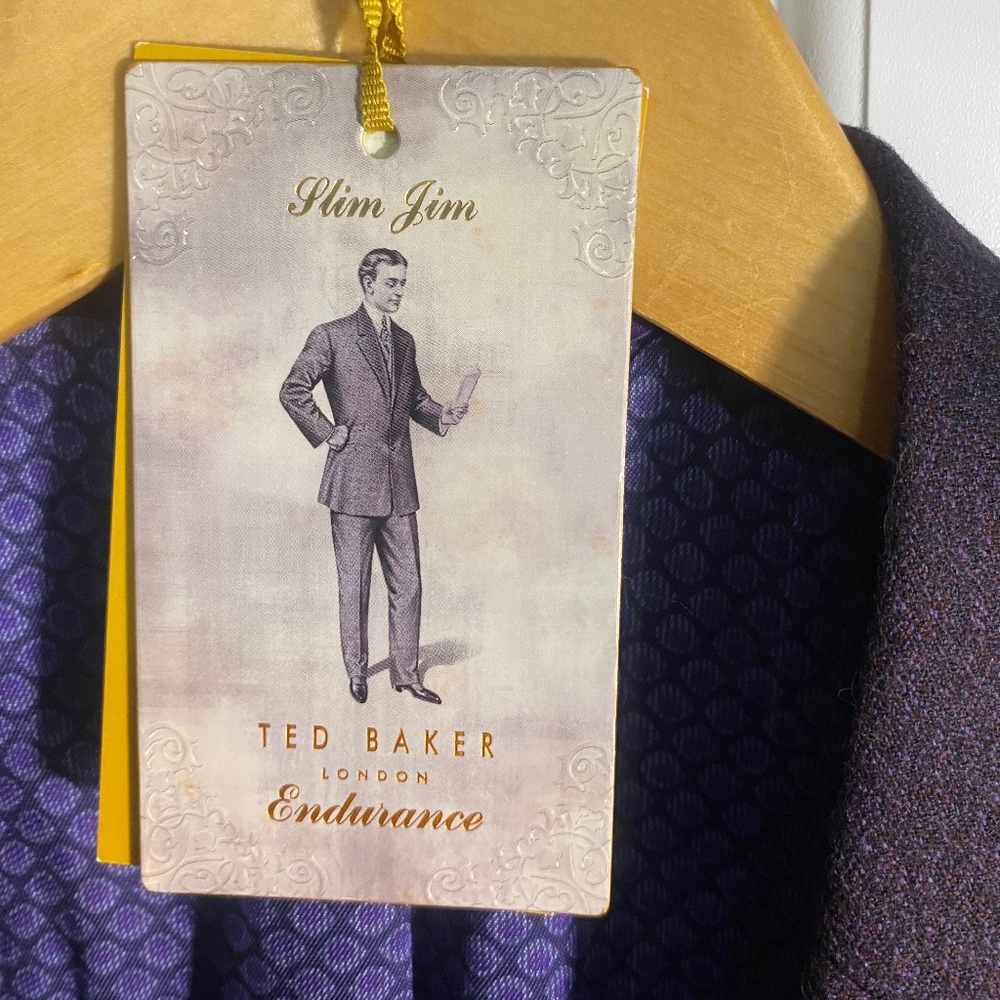 Slim Jim
TED BAKER
LONDON
Endurance